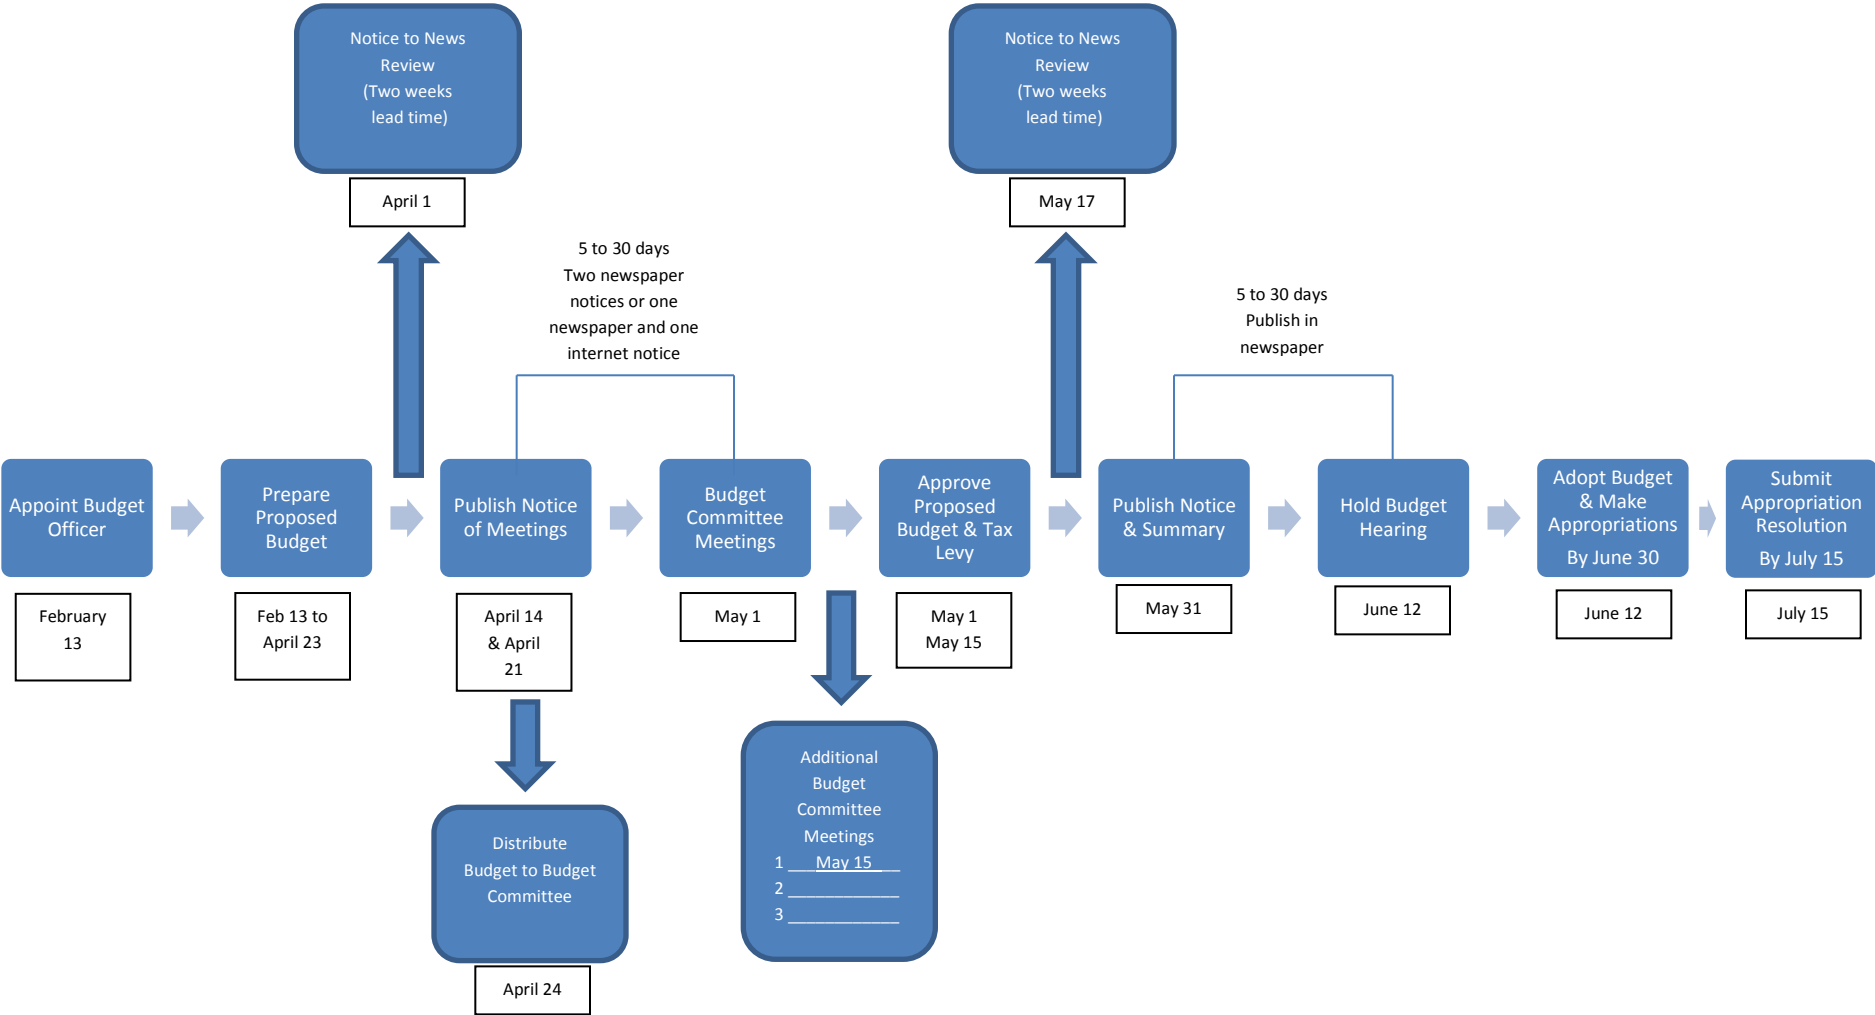 Notice to News
Review
(Two weeks
lead time)
April 1
Notice to News
Review
(Two weeks
lead time)
May 17
5 to 30 days
Two newspaper
notices or one
newspaper and one
internet notice
5 to 30 days
Publish in
newspaper
Appoint Budget
Officer
February
13
Prepare
Proposed
Budget
Feb 13 to
April 23
Publish Notice
of Meetings
April 14
& April
21
Budget
Committee
Meetings
May 1
Approve
Proposed
Budget & Tax
Levy
May 1
May 15
Publish Notice
& Summary
May 31
Hold Budget
Hearing
June 12
Adopt Budget
& Make
Appropriations
By June 30
June 12
Submit
Appropriation
Resolution
By July 15
July 15
Distribute
Budget to Budget
Committee
April 24
Additional
Budget
Committee
Meetings
1 ___May 15___
2 ____________
3 ____________